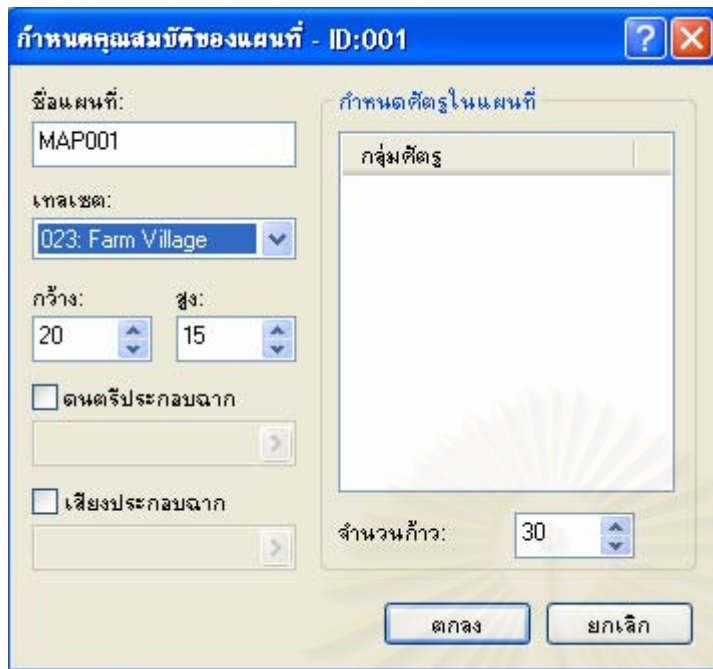 กำหนดคุณสมบัติของแผนที่ - ID:001
ชื่อแผนที่:
MAP001
เทลเซต:
023: Farm Village
กว้าง: สูง:
20 15
ดนตรีประกอบฉาก
เสียงประกอบฉาก
กำหนดศัตรูในแผนที่
กลุ่มศัตรู
จำนวนก้าว: 30
ตกลง ยกเลิก